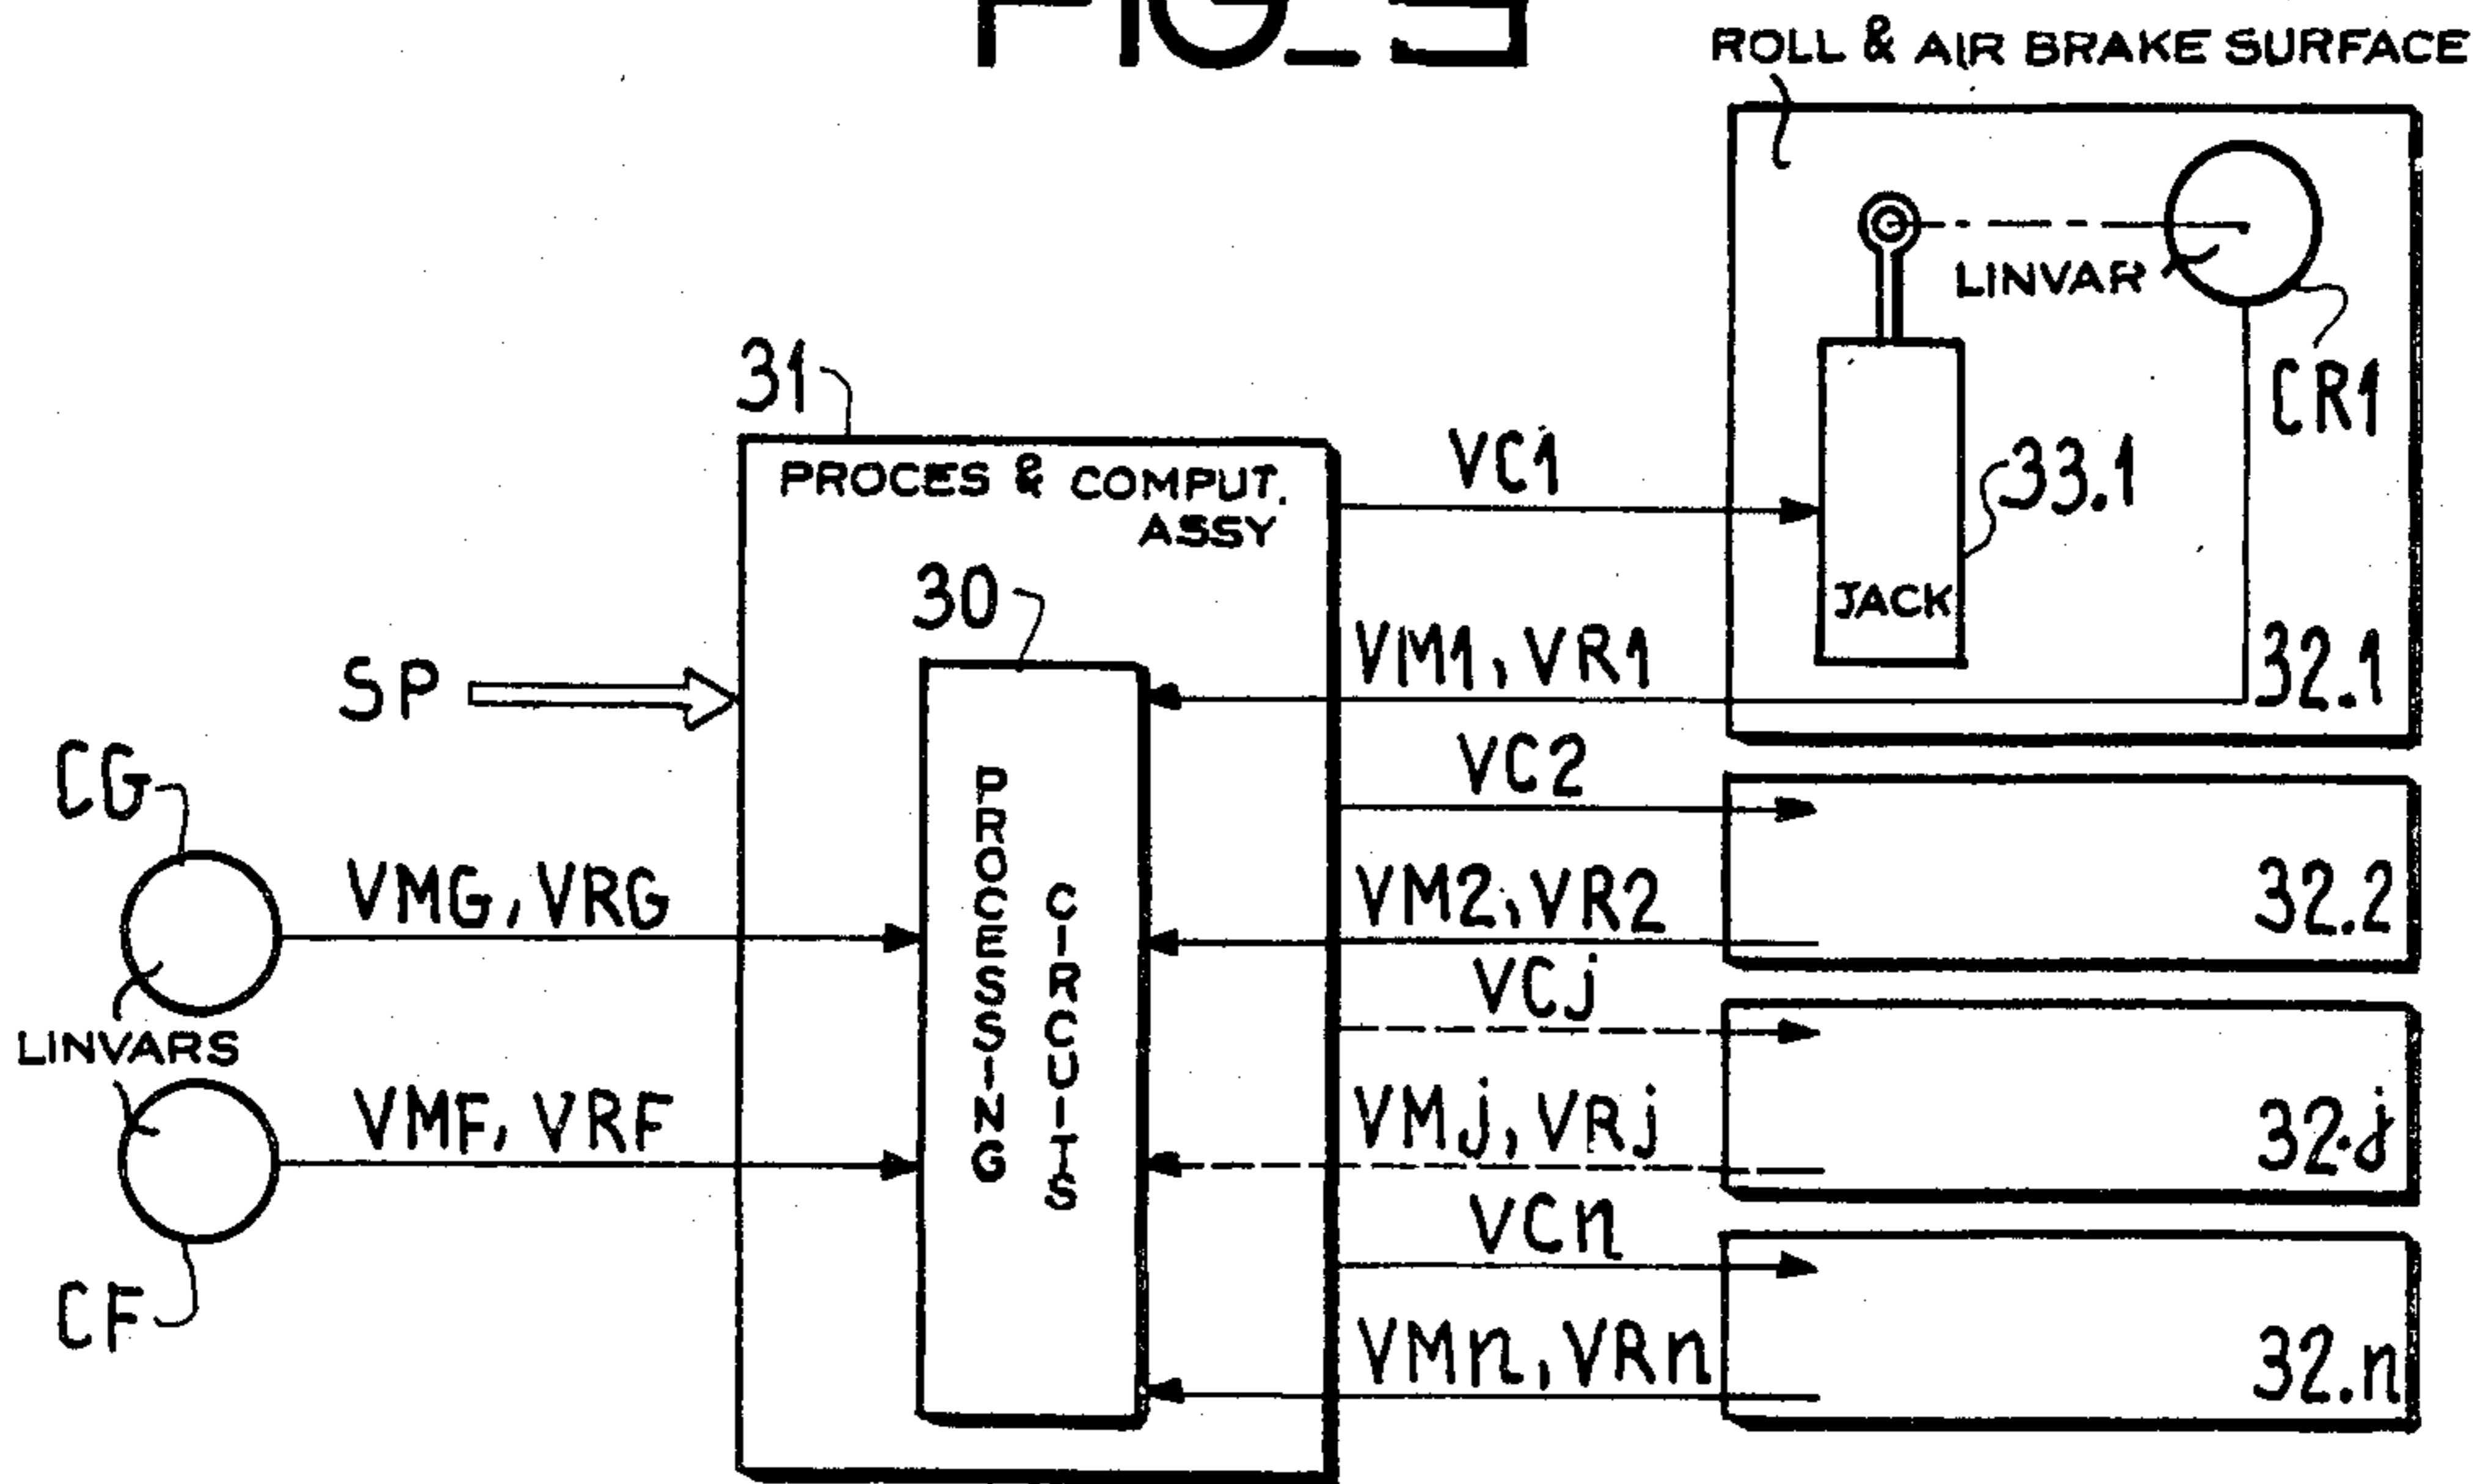 ROLL & AIR BRAKE SURFACE
LINVAR
CR1
31
PROCES & COMPUT.
ASSY
VC1
33.1
JACK
30
SP
VM1, VR1
32.1
CG
VC2
PROCESSING
CIRCUITS
VMG, VRG
VM2, VR2
32.2
LINVARS
VCj
VMF, VRF
VMj, VRj
32.j
CF
VCn
VMn, VRn
32.n